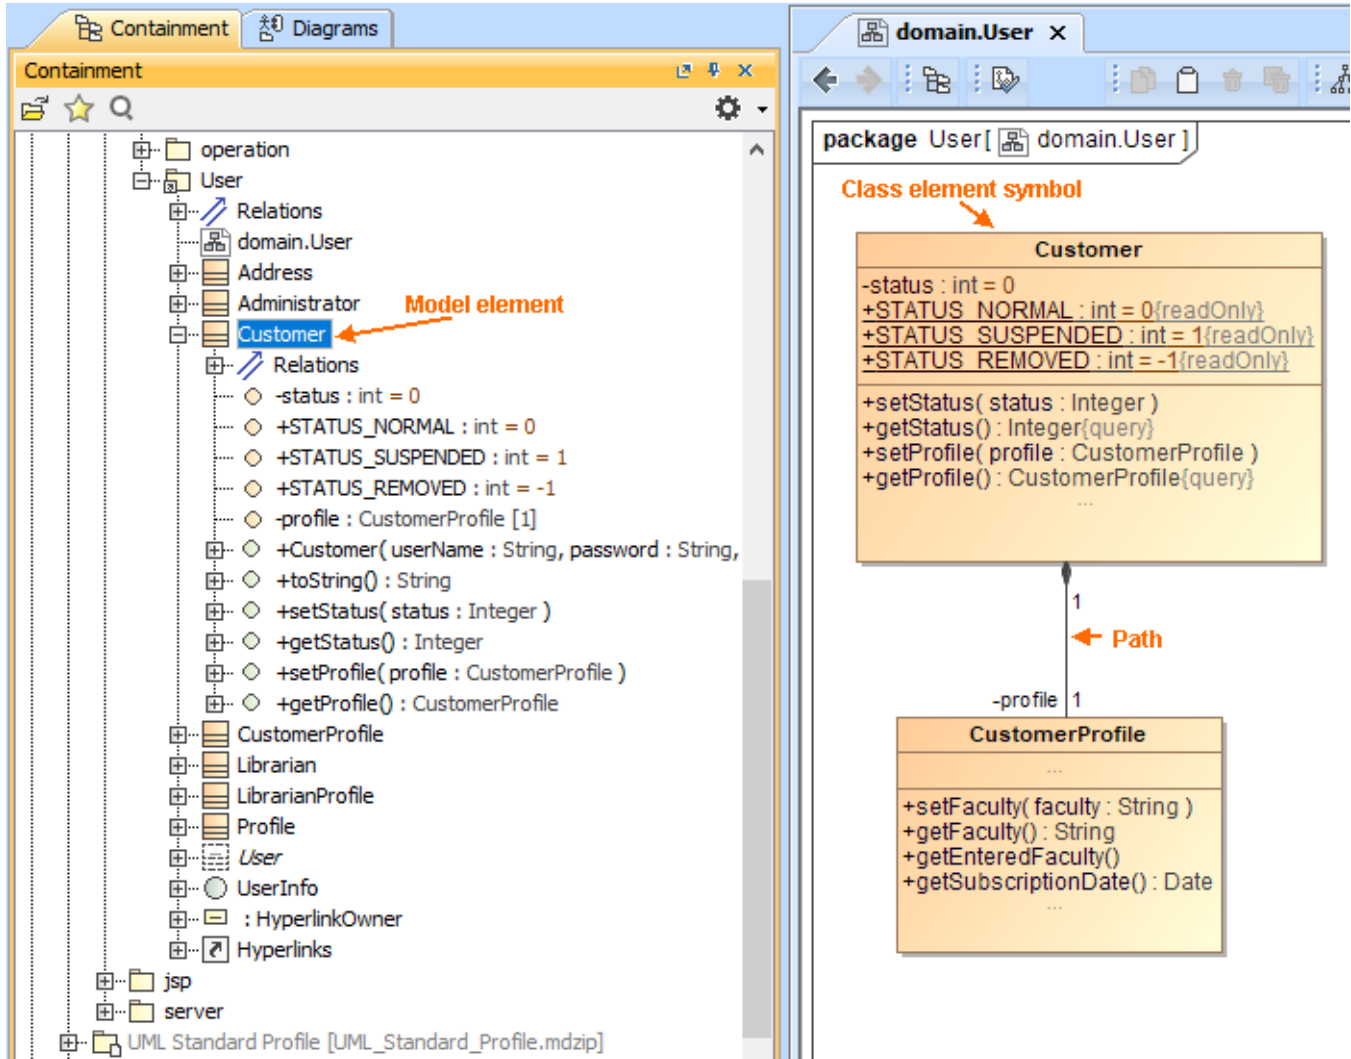 Containment
Diagrams
Containment
operation
User
Relations
domain.User
Address
Administrator
Model element
Customer
Relations
-status : int = 0
+STATUS_NORMAL : int = 0
+STATUS_SUSPENDED : int = 1
+STATUS_REMOVED : int = -1
-profile : CustomerProfile [1]
+Customer( userName : String, password : String,
+toString() : String
+setStatus( status : Integer )
+getStatus() : Integer
+setProfile( profile : CustomerProfile )
+getProfile() : CustomerProfile
CustomerProfile
Librarian
LibrarianProfile
Profile
User
UserInfo
: HyperlinkOwner
Hyperlinks
jsp
server
UML Standard Profile [UML_Standard_Profile.mdzip]
domain.User
package User[ domain.User ]
Class element symbol
Customer
-status : int = 0
+STATUS_NORMAL : int = 0{readOnly}
+STATUS_SUSPENDED : int = 1{readOnly}
+STATUS_REMOVED : int = -1{readOnly}
+setStatus( status : Integer )
+getStatus() : Integer{query}
+setProfile( profile : CustomerProfile )
+getProfile() : CustomerProfile{query}
...
1
Path
-profile 1
CustomerProfile
...
+setFaculty( faculty : String )
+getFaculty() : String
+getEnteredFaculty()
+getSubscriptionDate() : Date
...